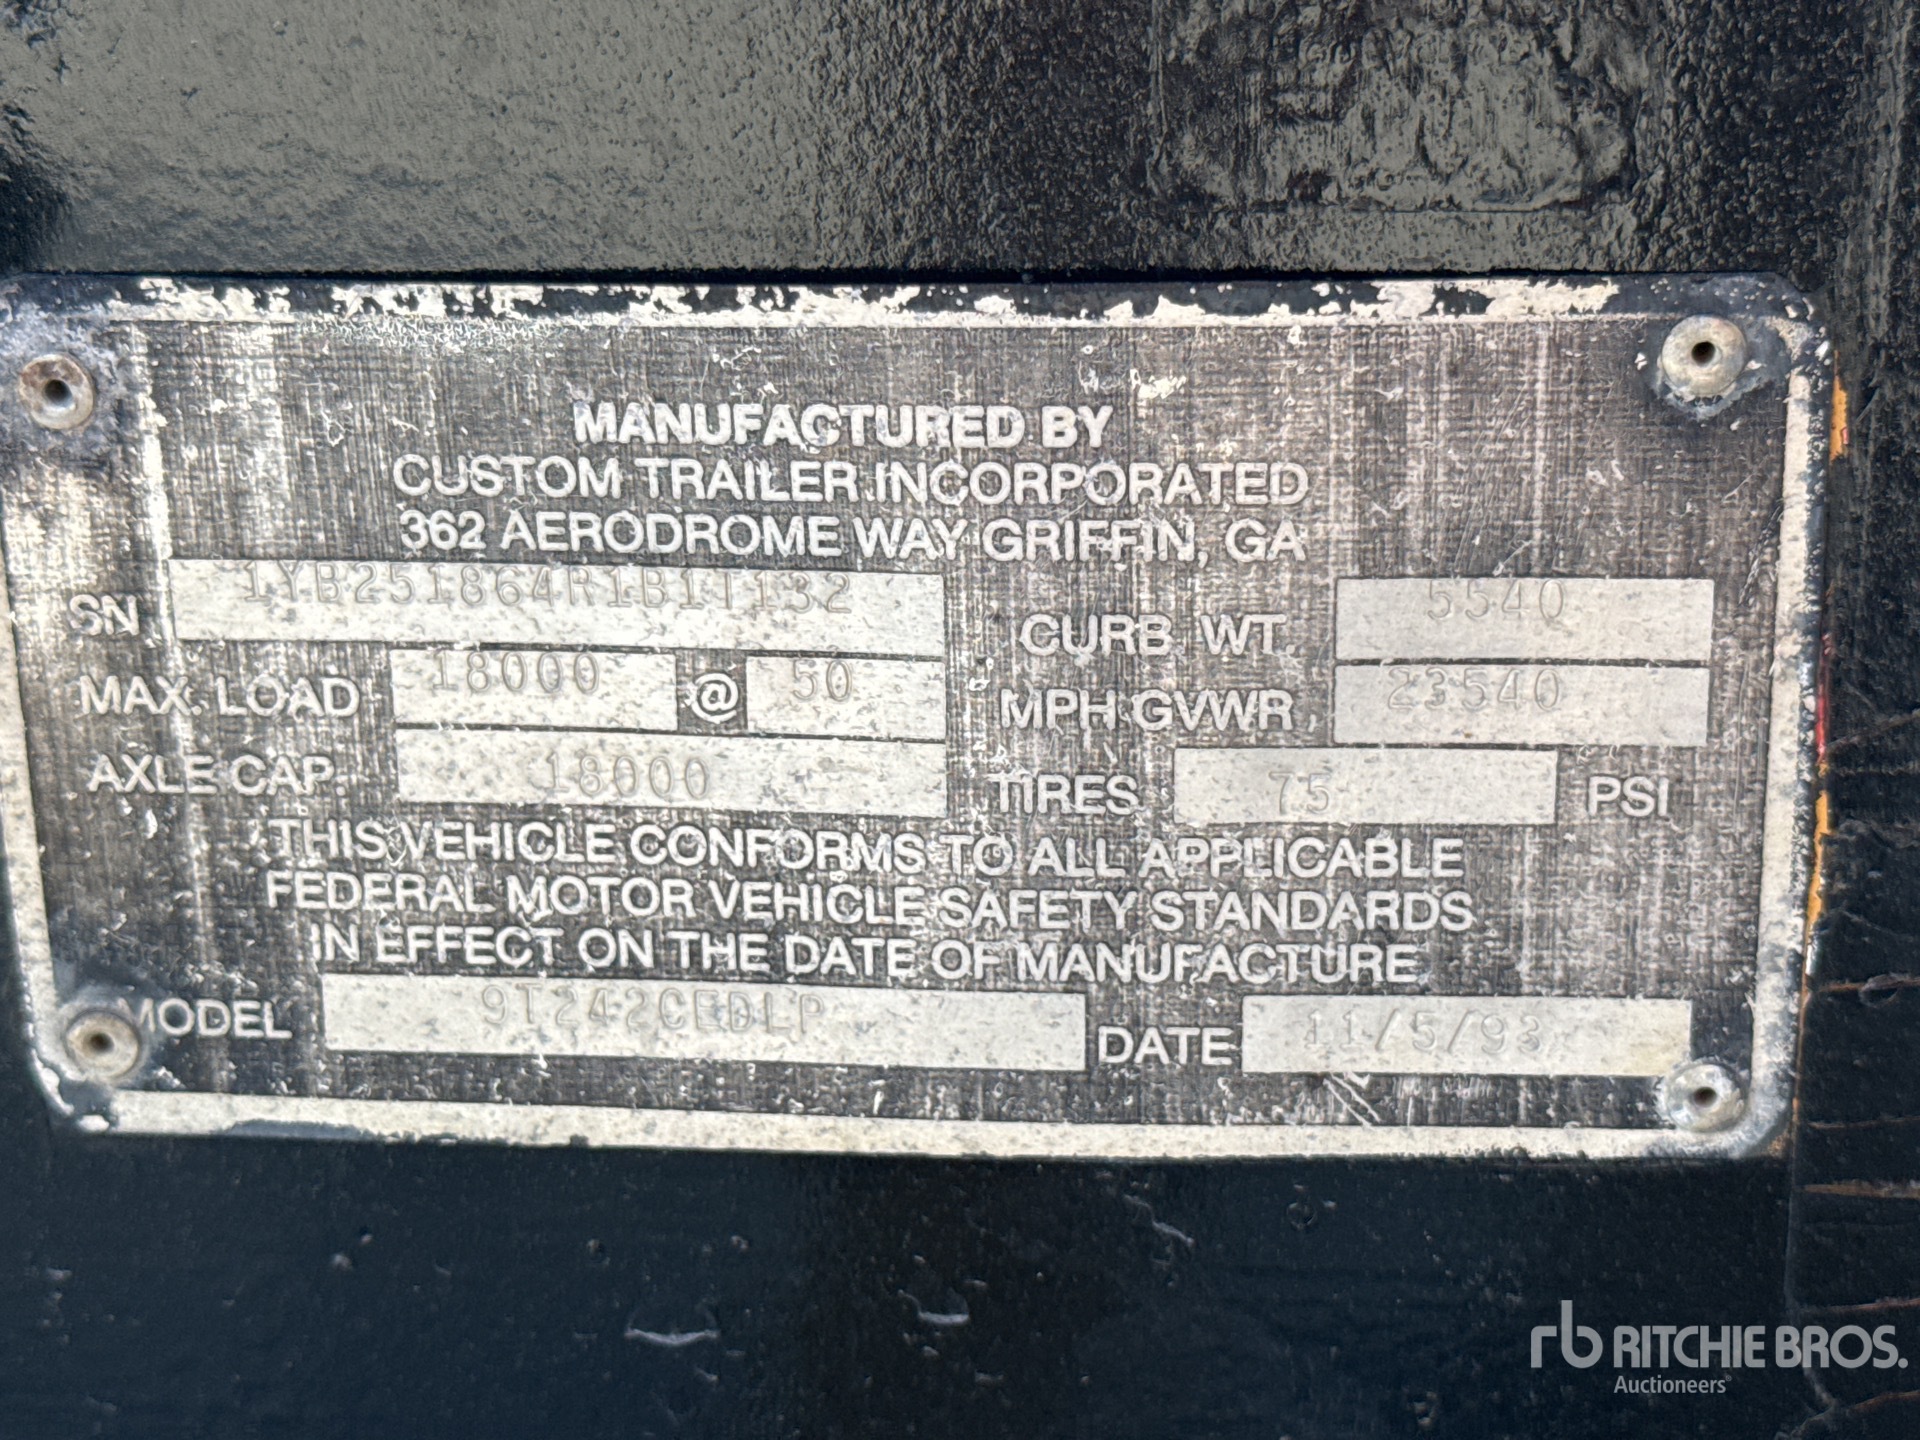 MANUFACTURED BY
CUSTOM TRAILER INCORPORATED
362 AERODROME WAY GRIFFIN, GA
SN 1YB251864R1B1T132 CURB WT. 5540
MAX. LOAD 18000 @ 50 MPH GVWR 23540
AXLE CAP. 18000 TIRES 75 PSI
THIS VEHICLE CONFORMS TO ALL APPLICABLE
FEDERAL MOTOR VEHICLE SAFETY STANDARDS
IN EFFECT ON THE DATE OF MANUFACTURE
MODEL 9T242CEDLP DATE 11/5/93
rb RITCHIE BROS.
Auctioneers